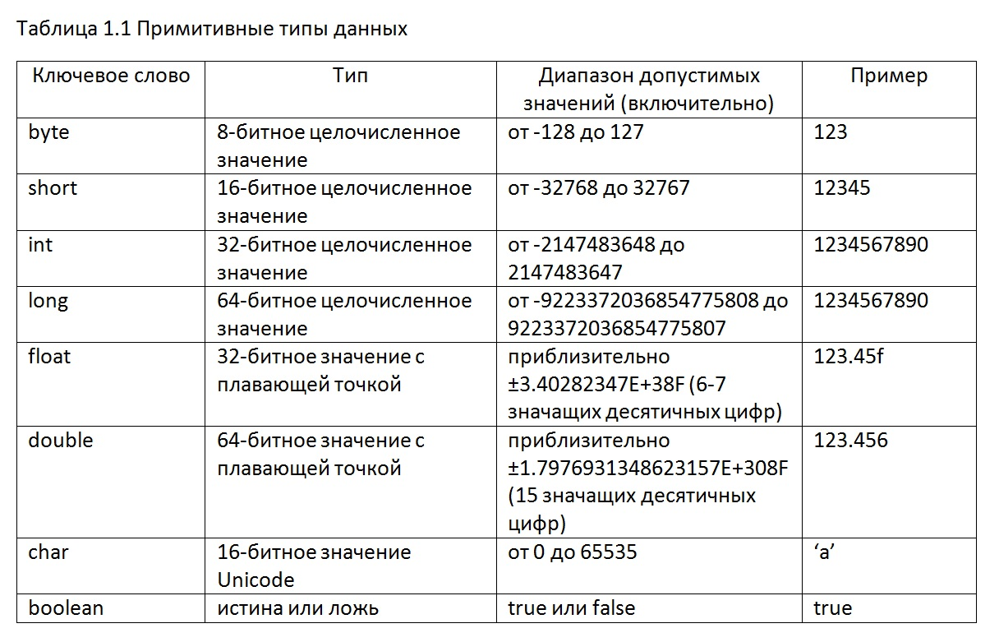 Таблица 1.1 Примитивные типы данных
Ключевое слово
Тип
Диапазон допустимых
значений (включительно)
Пример
byte
8-битное целочисленное
значение
от -128 до 127
123
short
16-битное целочисленное
значение
от -32768 до 32767
12345
int
32-битное целочисленное
значение
от -2147483648 до
2147483647
1234567890
long
64-битное целочисленное
значение
от -9223372036854775808 до
9223372036854775807
1234567890
float
32-битное значение с
плавающей точкой
приблизительно
±3.40282347E+38F (6-7
значащих десятичных цифр)
123.45f
double
64-битное значение с
плавающей точкой
приблизительно
±1.7976931348623157E+308F
(15 значащих десятичных
цифр)
123.456
char
16-битное значение
Unicode
от 0 до 65535
‘a’
boolean
истина или ложь
true или false
true